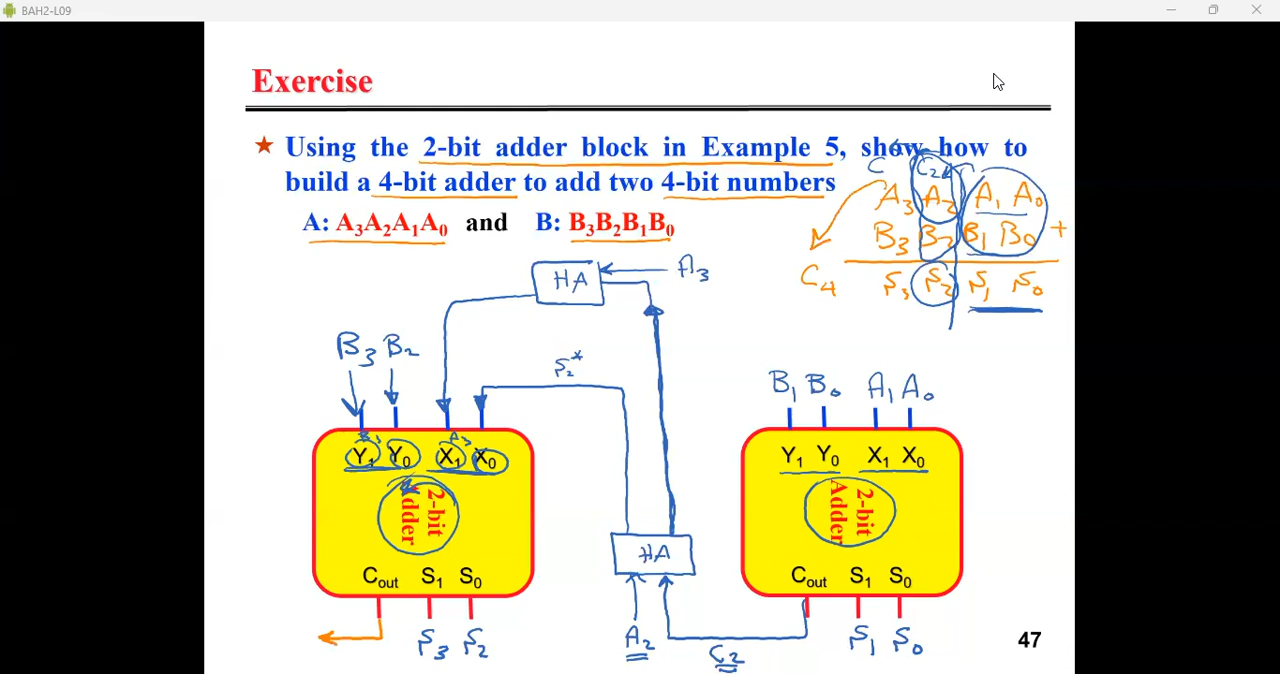 BAH2-L09
Exercise
★ Using the 2-bit adder block in Example 5, show how to
build a 4-bit adder to add two 4-bit numbers
A: A₃A₂A₁A₀ and B: B₃B₂B₁B₀
C C₂
A₃ A₂ A₁ A₀
B₃ B₂ B₁ B₀ +
C₄ S₃ S₂ S₁ S₀
HA A₃
B₃ B₂
S₂*
B₁ B₀ A₁ A₀
B₃ A₃
Y₁ Y₀ X₁ X₀
2-bit
Adder
Cout S₁ S₀
S₃ S₂
HA
A₂ C₂
Y₁ Y₀ X₁ X₀
2-bit
Adder
Cout S₁ S₀
S₁ S₀
47